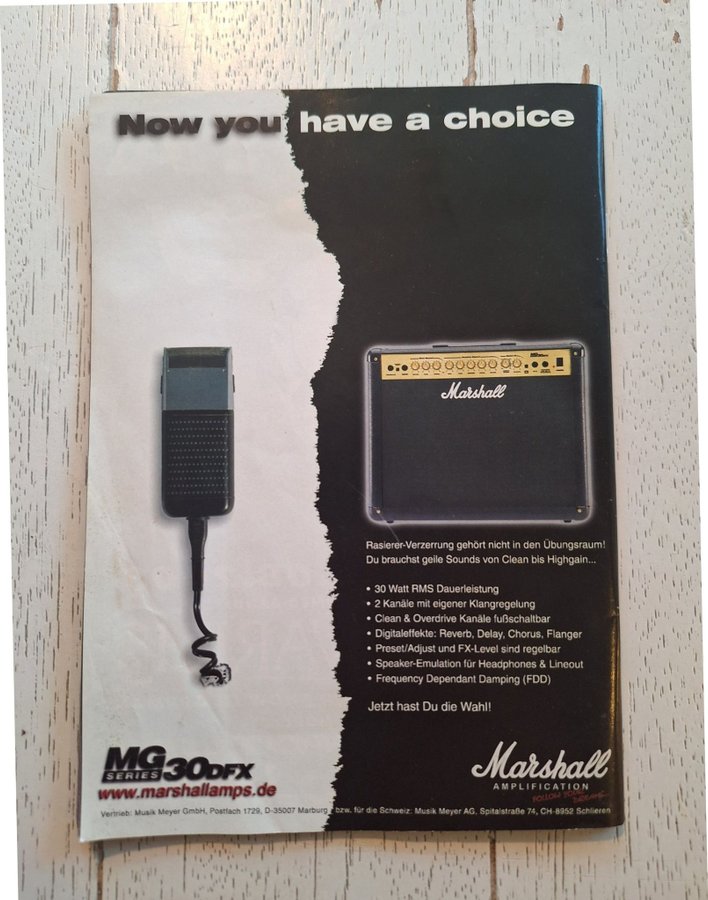 Now you have a choice
Marshall
Rasierer-Verzerrung gehört nicht in den Übungsraum!
Du brauchst geile Sounds von Clean bis Highgain...
• 30 Watt RMS Dauerleistung
• 2 Kanäle mit eigener Klangregelung
• Clean & Overdrive Kanäle fußschaltbar
• Digitaleffekte: Reverb, Delay, Chorus, Flanger
• Preset/Adjust und FX-Level sind regelbar
• Speaker-Emulation für Headphones & Lineout
• Frequency Dependant Damping (FDD)
Jetzt hast Du die Wahl!
MG SERIES 30DFX
www.marshallamps.de
Marshall
AMPLIFICATION
Vertrieb: Musik Meyer GmbH, Postfach 1729, D-35007 Marburg bzw. für die Schweiz: Musik Meyer AG, Spitalstraße 74, CH-8952 Schlieren